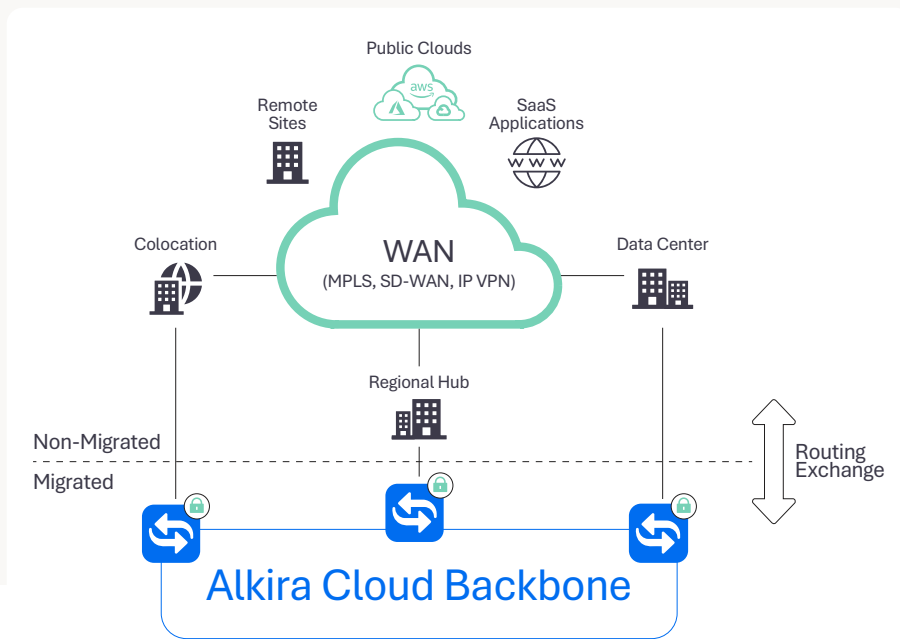 Public Clouds
aws
Remote
Sites
SaaS
Applications
WWW
Colocation
WAN
(MPLS, SD-WAN, IP VPN)
Data Center
Regional Hub
Non-Migrated
Migrated
Routing
Exchange
Alkira Cloud Backbone